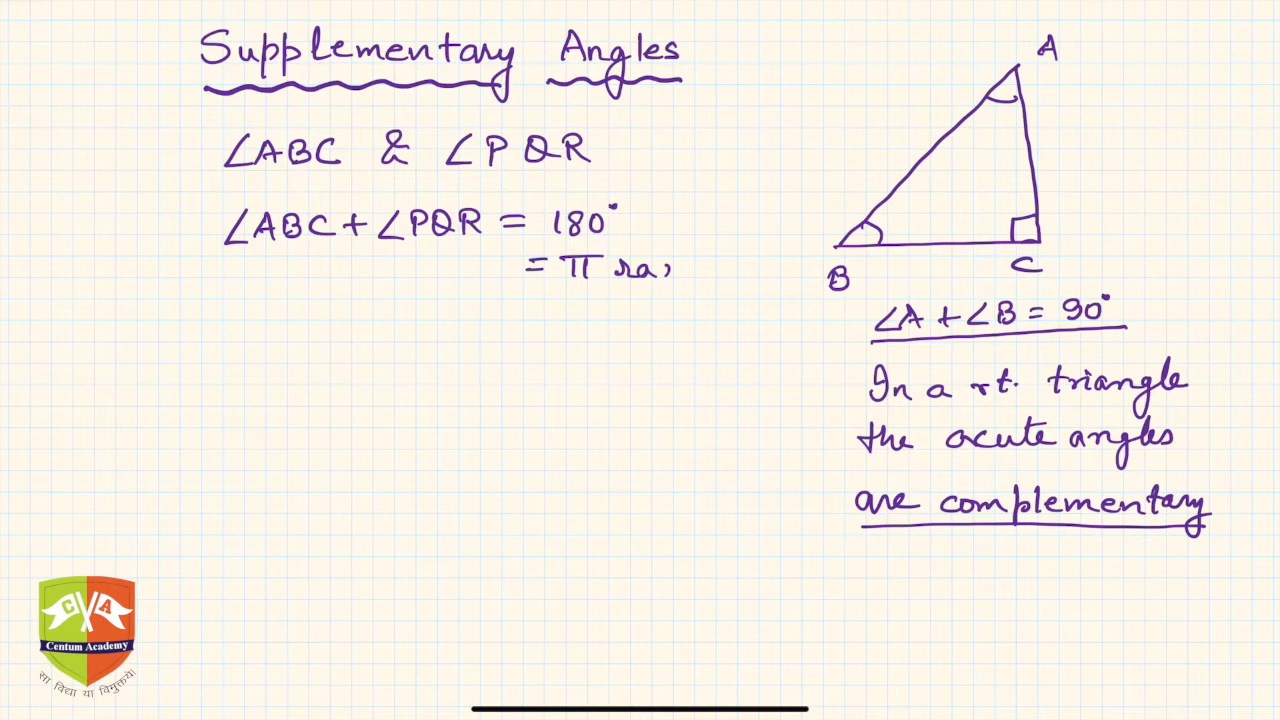 Supplementary Angles
∠ABC & ∠PQR
∠ABC + ∠PQR = 180°
= π ra
A
B
C
∠A + ∠B = 90°
In a rt. triangle
the acute angles
are complementary
C A
Centum Academy
सा विद्या या विमुक्तये।